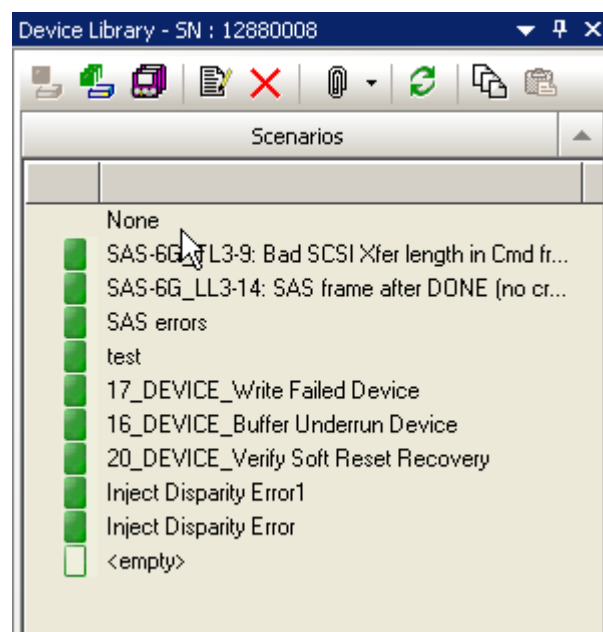 Device Library - SN : 12880008
Scenarios
None
SAS-6G_TL3-9: Bad SCSI Xfer length in Cmd fr...
SAS-6G_LL3-14: SAS frame after DONE (no cr...
SAS errors
test
17_DEVICE_Write Failed Device
16_DEVICE_Buffer Underrun Device
20_DEVICE_Verify Soft Reset Recovery
Inject Disparity Error1
Inject Disparity Error
<empty>